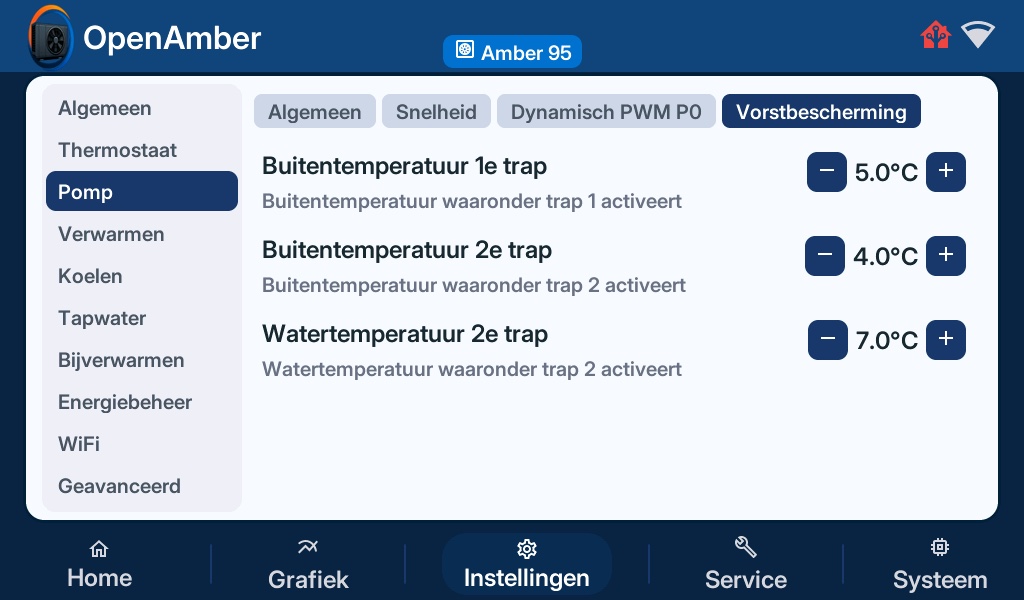 OpenAmber
Amber 95
Algemeen
Thermostaat
Pomp
Verwarmen
Koelen
Tapwater
Bijverwarmen
Energiebeheer
WiFi
Geavanceerd
Algemeen Snelheid Dynamisch PWM P0 Vorstbescherming
Buitentemperatuur 1e trap
Buitentemperatuur waaronder trap 1 activeert
− 5.0°C +
Buitentemperatuur 2e trap
Buitentemperatuur waaronder trap 2 activeert
− 4.0°C +
Watertemperatuur 2e trap
Watertemperatuur waaronder trap 2 activeert
− 7.0°C +
Home Grafiek Instellingen Service Systeem